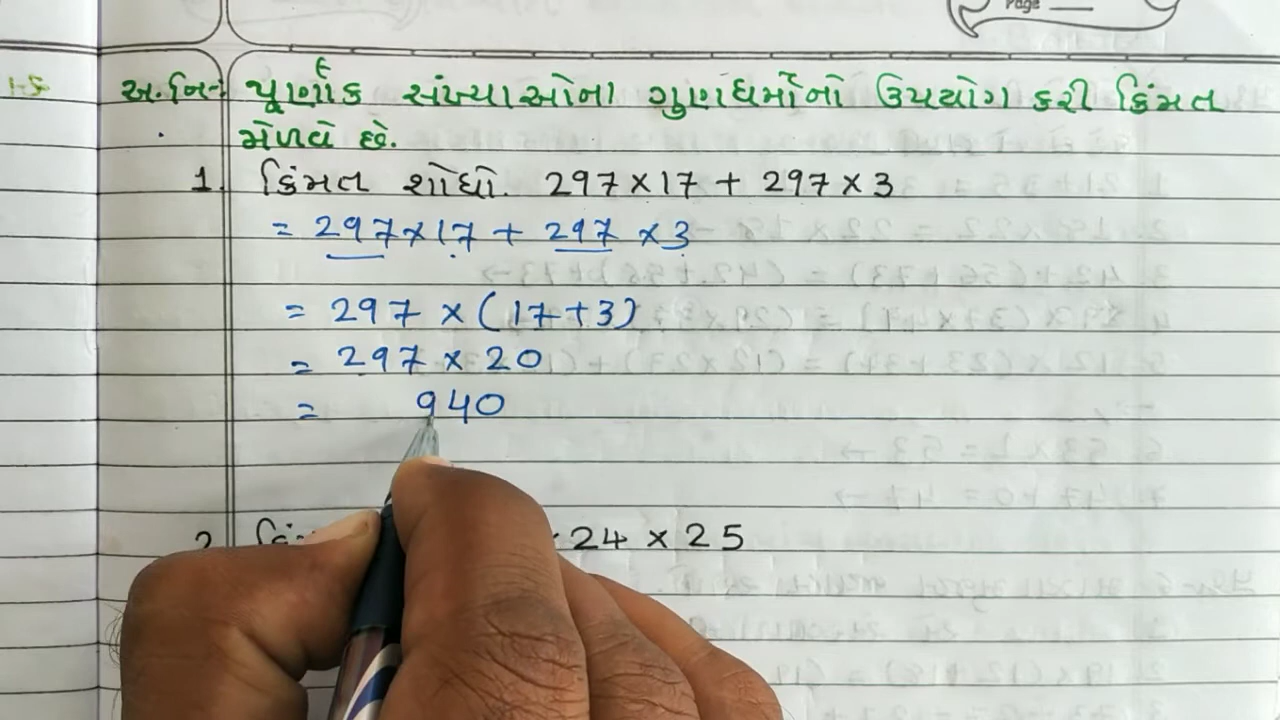 Page
અ.નિ- પૂર્ણાંક સંખ્યાઓના ગુણધર્મોનો ઉપયોગ કરી કિંમત
મેળવે છે.
1. કિંમત શોધો. 297×17 + 297×3
= 297×17 + 297 ×3
= 297 × (17+3)
= 297 × 20
= 940
2 24 × 25